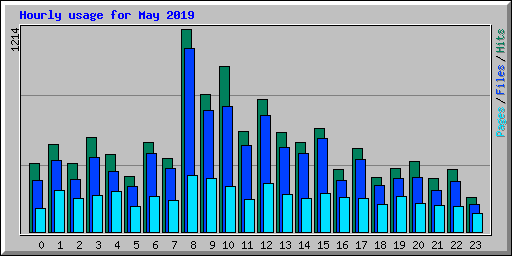 Hourly usage for May 2019
1214
Pages/Files/Hits
0 1 2 3 4 5 6 7 8 9 10 11 12 13 14 15 16 17 18 19 20 21 22 23